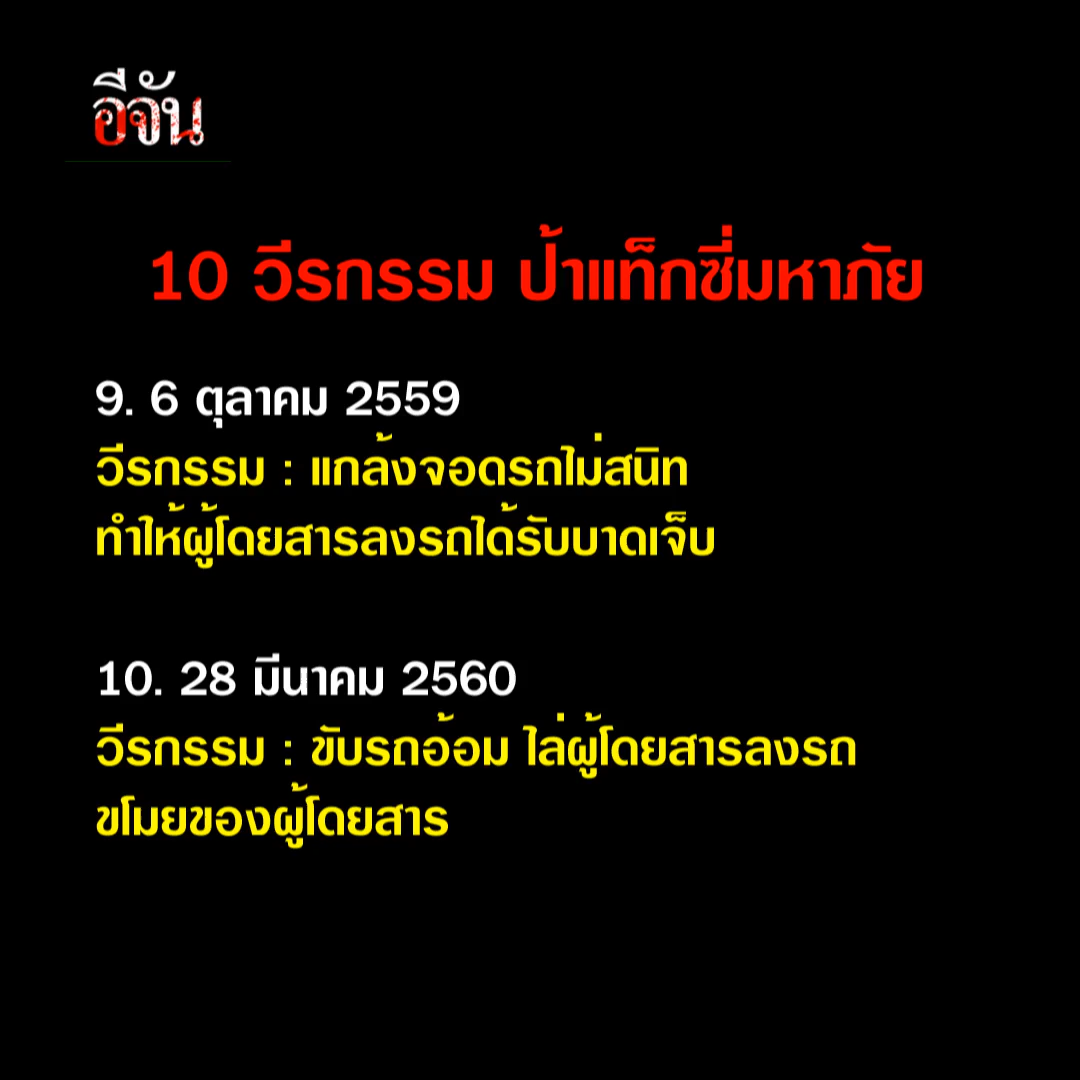 อีจัน
10 วีรกรรม ป้าแท็กซี่มหาภัย
9. 6 ตุลาคม 2559
วีรกรรม : แกล้งจอดรถไม่สนิท
ทำให้ผู้โดยสารลงรถได้รับบาดเจ็บ
10. 28 มีนาคม 2560
วีรกรรม : ขับรถอ้อม ไล่ผู้โดยสารลงรถ
ขโมยของผู้โดยสาร